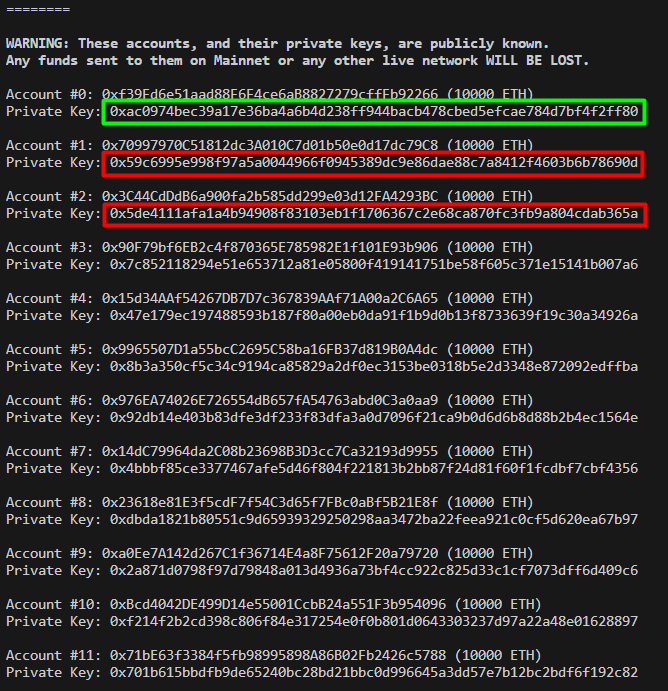 ========
WARNING: These accounts, and their private keys, are publicly known.
Any funds sent to them on Mainnet or any other live network WILL BE LOST.
Account #0: 0xf39Fd6e51aad88F6F4ce6aB8827279cffFb92266 (10000 ETH)
Private Key: 0xac0974bec39a17e36ba4a6b4d238ff944bacb478cbed5efcae784d7bf4f2ff80
Account #1: 0x70997970C51812dc3A010C7d01b50e0d17dc79C8 (10000 ETH)
Private Key: 0x59c6995e998f97a5a0044966f0945389dc9e86dae88c7a8412f4603b6b78690d
Account #2: 0x3C44CdDdB6a900fa2b585dd299e03d12FA4293BC (10000 ETH)
Private Key: 0x5de4111afa1a4b94908f83103eb1f1706367c2e68ca870fc3fb9a804cdab365a
Account #3: 0x90F79bf6EB2c4f870365E785982E1f101E93b906 (10000 ETH)
Private Key: 0x7c852118294e51e653712a81e05800f419141751be58f605c371e15141b007a6
Account #4: 0x15d34AAf54267DB7D7c367839AAf71A00a2C6A65 (10000 ETH)
Private Key: 0x47e179ec197488593b187f80a00eb0da91f1b9d0b13f8733639f19c30a34926a
Account #5: 0x9965507D1a55bcC2695C58ba16FB37d819B0A4dc (10000 ETH)
Private Key: 0x8b3a350cf5c34c9194ca85829a2df0ec3153be0318b5e2d3348e872092edffba
Account #6: 0x976EA74026E726554dB657fA54763abd0C3a0aa9 (10000 ETH)
Private Key: 0x92db14e403b83dfe3df233f83dfa3a0d7096f21ca9b0d6d6b8d88b2b4ec1564e
Account #7: 0x14dC79964da2C08b23698B3D3cc7Ca32193d9955 (10000 ETH)
Private Key: 0x4bbbf85ce3377467afe5d46f804f221813b2bb87f24d81f60f1fcdbf7cbf4356
Account #8: 0x23618e81E3f5cdF7f54C3d65f7FBc0aBf5B21E8f (10000 ETH)
Private Key: 0xdbda1821b80551c9d65939329250298aa3472ba22feea921c0cf5d620ea67b97
Account #9: 0xa0Ee7A142d267C1f36714E4a8F75612F20a79720 (10000 ETH)
Private Key: 0x2a871d0798f97d79848a013d4936a73bf4cc922c825d33c1cf7073dff6d409c6
Account #10: 0xBcd4042DE499D14e55001CcbB24a551F3b954096 (10000 ETH)
Private Key: 0xf214f2b2cd398c806f84e317254e0f0b801d0643303237d97a22a48e01628897
Account #11: 0x71bE63f3384f5fb98995898A86B02Fb2426c5788 (10000 ETH)
Private Key: 0x701b615bbdfb9de65240bc28bd21bbc0d996645a3dd57e7b12bc2bdf6f192c82